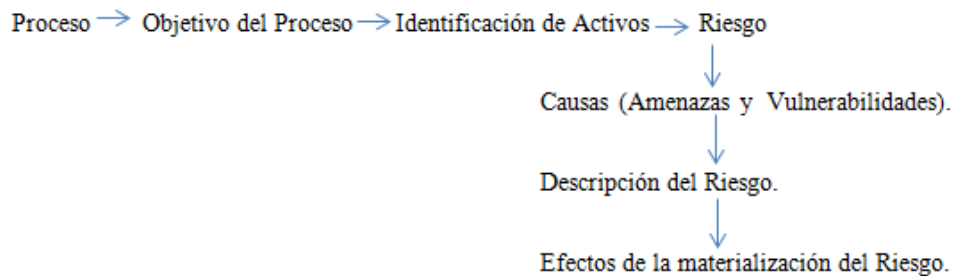 Proceso Objetivo del Proceso Identificación de Activos Riesgo
Causas (Amenazas y Vulnerabilidades).
Descripción del Riesgo.
Efectos de la materialización del Riesgo.